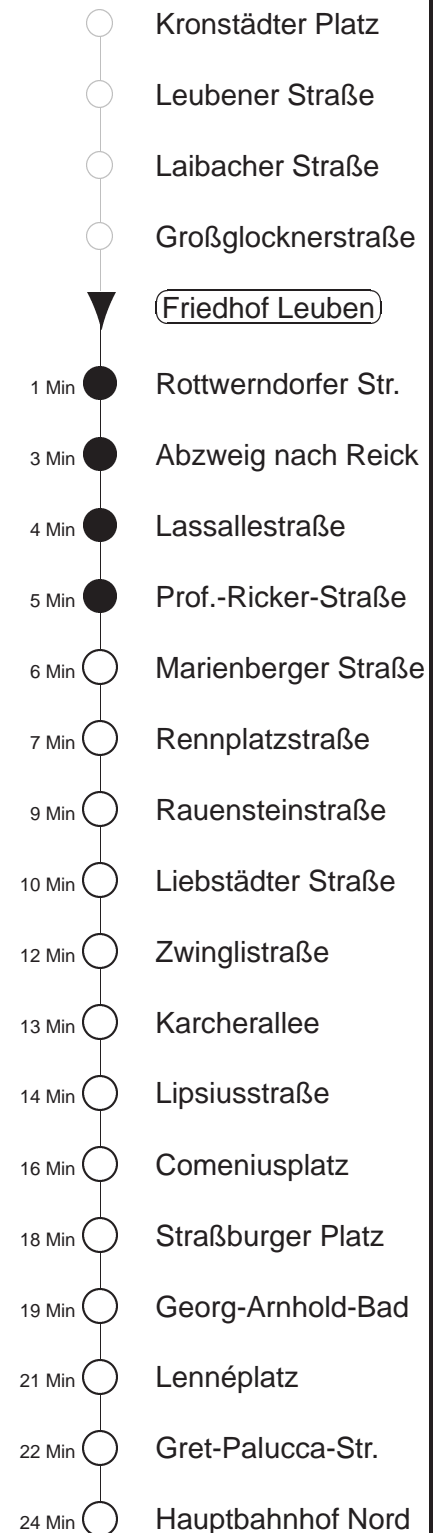 Kronstädter Platz
Leubener Straße
Laibacher Straße
Großglocknerstraße
Friedhof Leuben
1 Min Rottwerndorfer Str.
3 Min Abzweig nach Reick
4 Min Lassallestraße
5 Min Prof.-Ricker-Straße
6 Min Marienberger Straße
7 Min Rennplatzstraße
9 Min Rauensteinstraße
10 Min Liebstädter Straße
12 Min Zwinglistraße
13 Min Karcherallee
14 Min Lipsiusstraße
16 Min Comeniusplatz
18 Min Straßburger Platz
19 Min Georg-Arnhold-Bad
21 Min Lennéplatz
22 Min Gret-Palucca-Str.
24 Min Hauptbahnhof Nord